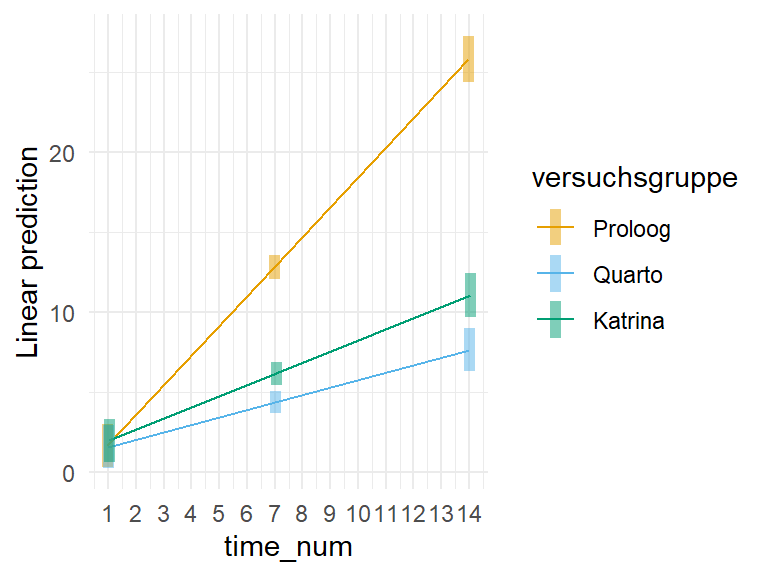 20
10
0
Linear prediction
1 2 3 4 5 6 7 8 9 10 11 12 13 14
time_num
versuchsgruppe
Proloog
Quarto
Katrina